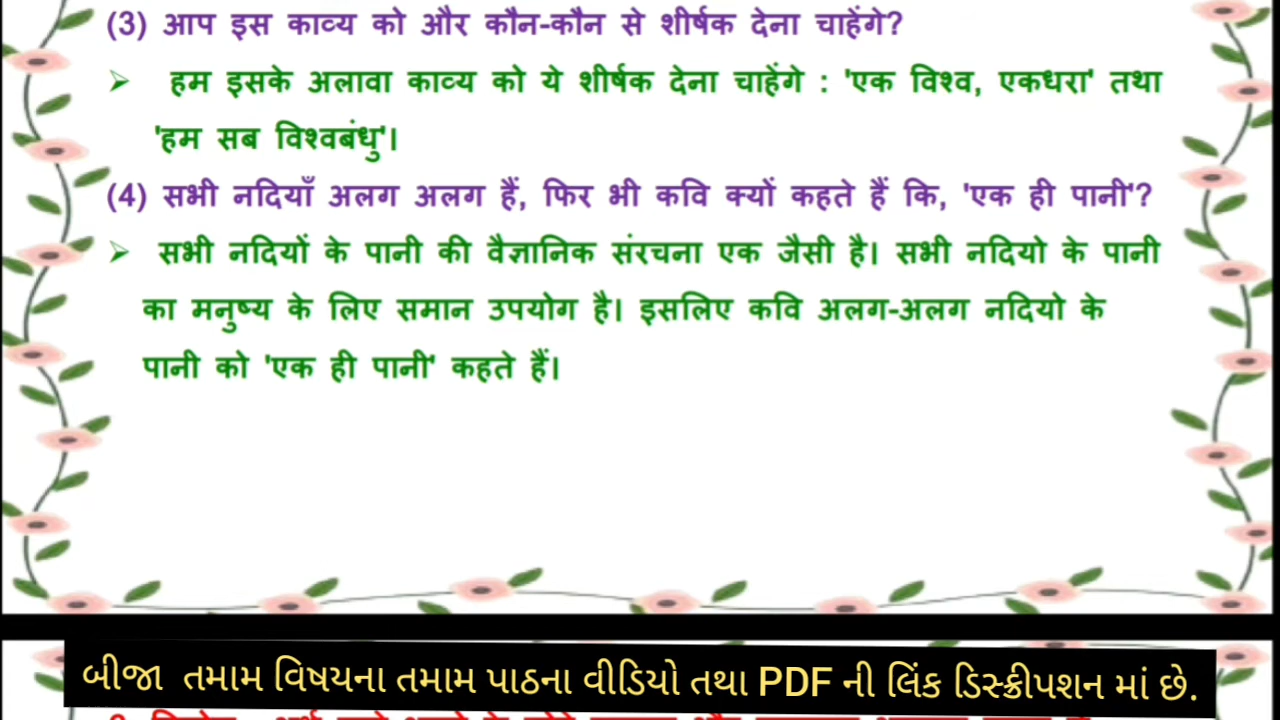 (3) आप इस काव्य को और कौन-कौन से शीर्षक देना चाहेंगे?
➢ हम इसके अलावा काव्य को ये शीर्षक देना चाहेंगे : 'एक विश्व, एकधरा' तथा
'हम सब विश्वबंधु'।
(4) सभी नदियाँ अलग अलग हैं, फिर भी कवि क्यों कहते हैं कि, 'एक ही पानी'?
➢ सभी नदियों के पानी की वैज्ञानिक संरचना एक जैसी है। सभी नदियो के पानी
का मनुष्य के लिए समान उपयोग है। इसलिए कवि अलग-अलग नदियो के
पानी को 'एक ही पानी' कहते हैं।
બીજા તમામ વિષયના તમામ પાઠના વીડિયો તથા PDF ની લિંક ડિસ્ક્રીપશન માં છે.